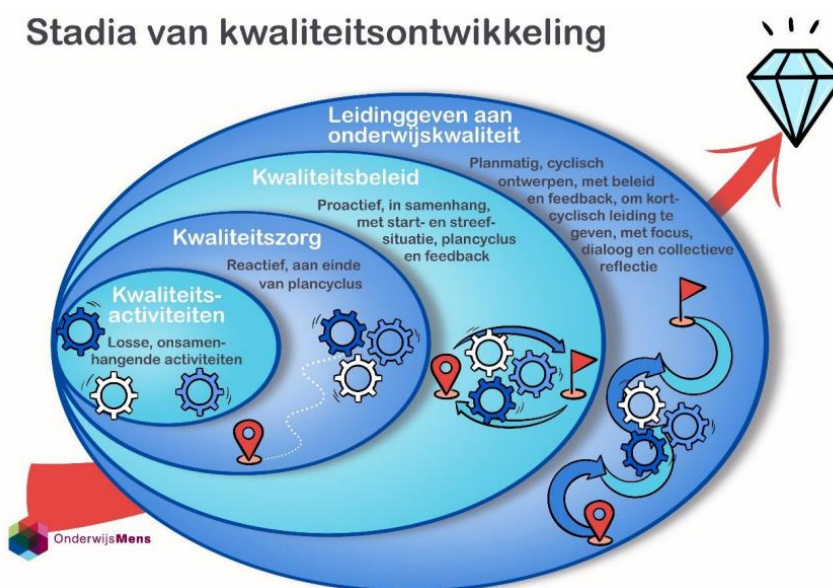 Stadia van kwaliteitsontwikkeling
Leidinggeven aan
onderwijskwaliteit
Planmatig, cyclisch
ontwerpen, met beleid
en feedback, om kort-
cyclisch leiding te
geven, met focus,
dialoog en collectieve
reflectie
Kwaliteitsbeleid
Proactief, in samenhang,
met start- en streef-
situatie, plancyclus
en feedback
Kwaliteitszorg
Reactief, aan einde
van plancyclus
Kwaliteits-
activiteiten
Losse, onsamen-
hangende activiteiten
OnderwijsMens